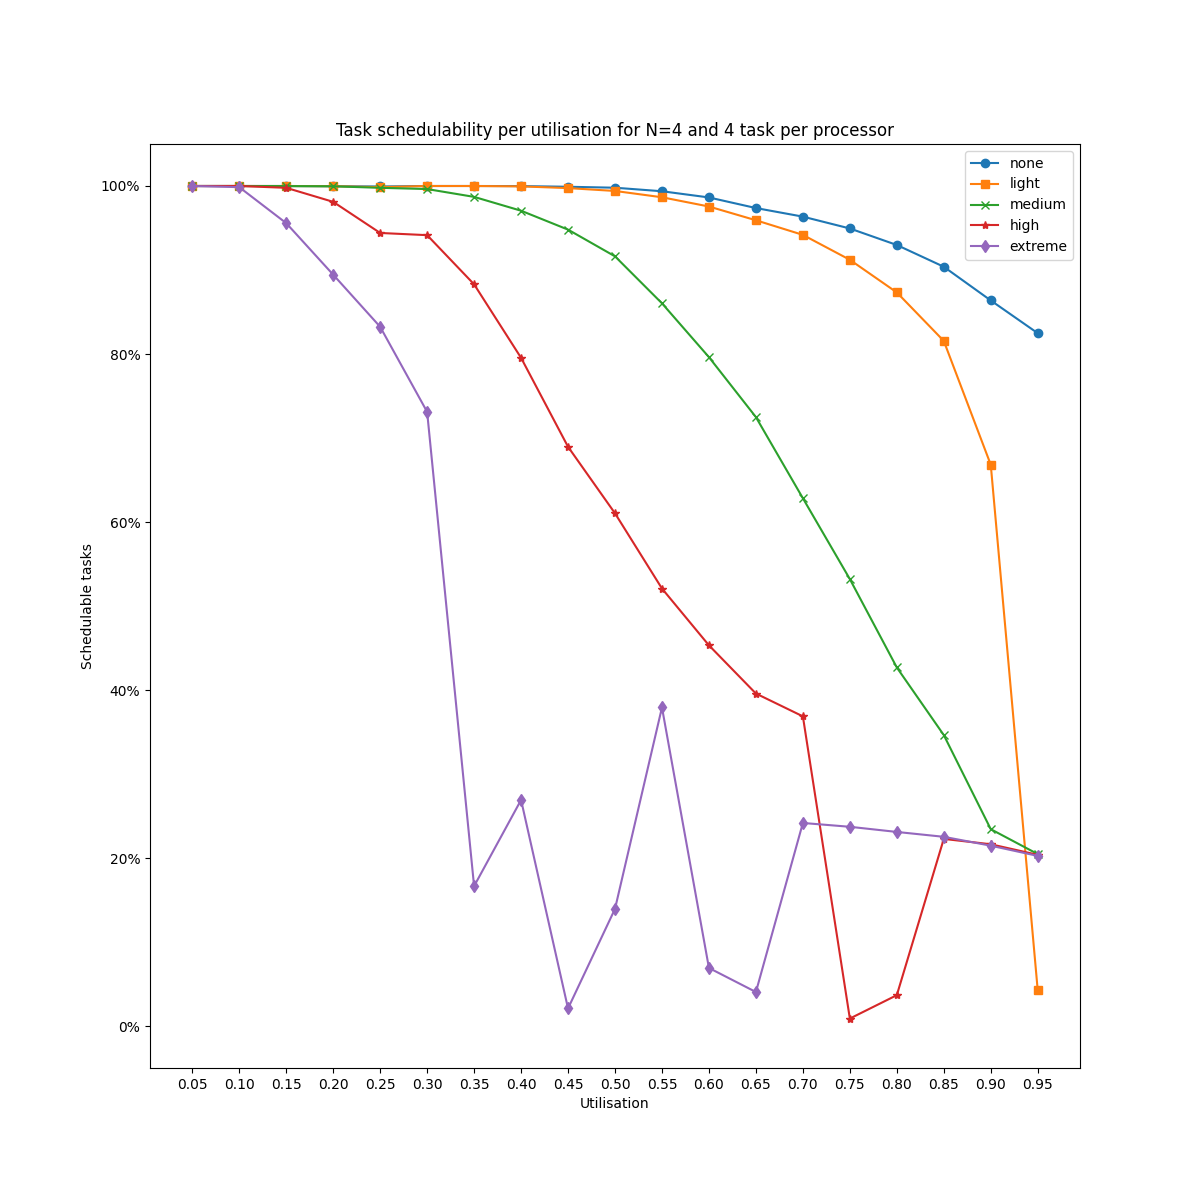 Task schedulability per utilisation for N=4 and 4 task per processor
none
light
medium
high
extreme
100%
80%
60%
40%
20%
0%
Schedulable tasks
0.05 0.10 0.15 0.20 0.25 0.30 0.35 0.40 0.45 0.50 0.55 0.60 0.65 0.70 0.75 0.80 0.85 0.90 0.95
Utilisation